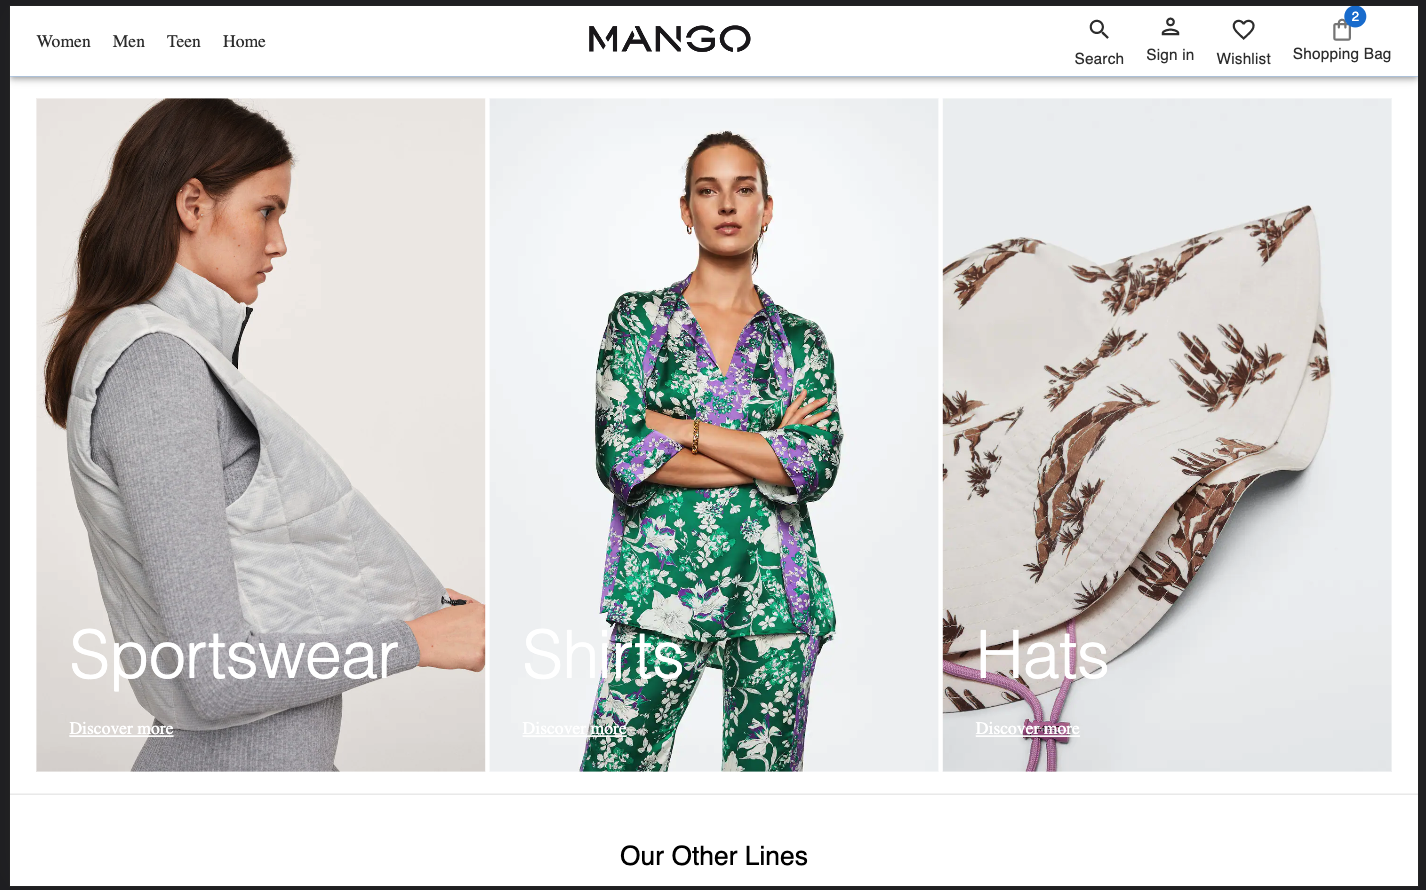 Women Men Teen Home
MANGO
2
Search Sign in Wishlist Shopping Bag
Sportswear
Discover more
Shirts
Discover more
Hats
Discover more
Our Other Lines